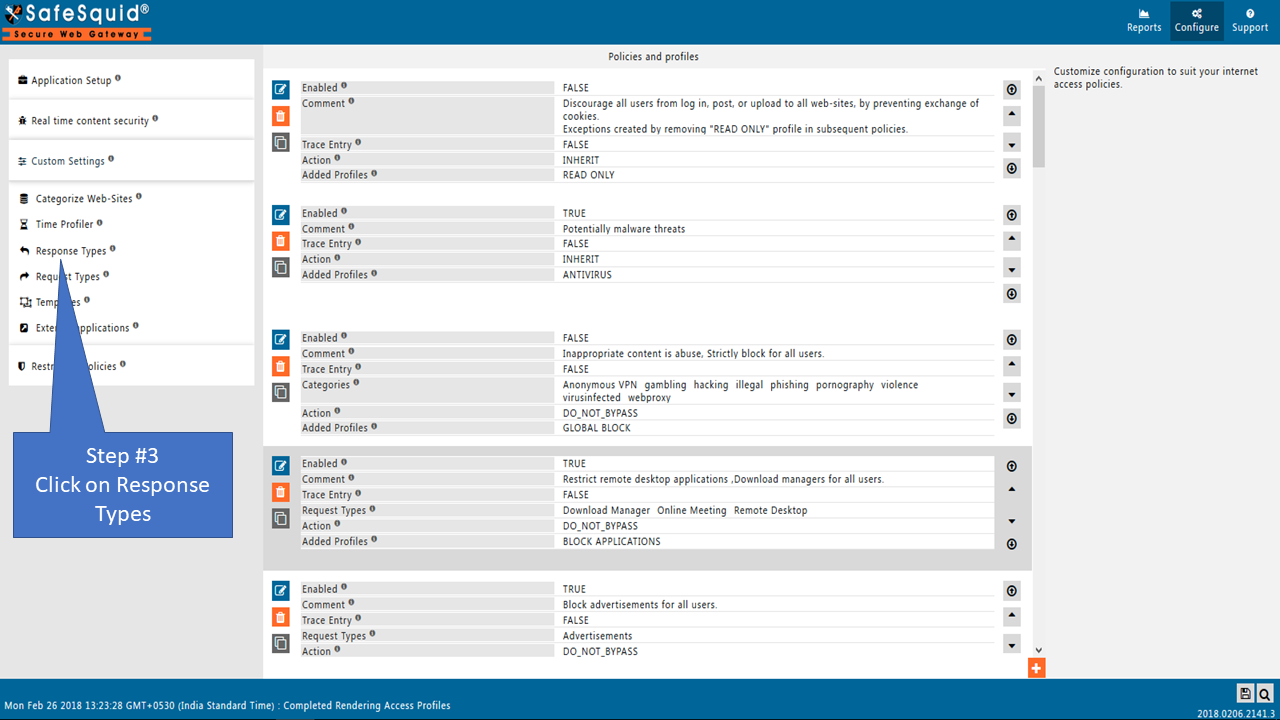 SafeSquid®
Secure Web Gateway
Reports
Configure
Support
Application Setup
Real time content security
Custom Settings
Categorize Web-Sites
Time Profiler
Response Types
Request Types
Step #3
Click on Response
Types
Policies and profiles
Enabled FALSE
Comment Discourage all users from log in, post, or upload to all web-sites, by preventing exchange of
cookies.
Exceptions created by removing "READ ONLY" profile in subsequent policies.
Trace Entry FALSE
Action INHERIT
Added Profiles READ ONLY
Enabled TRUE
Comment Potentially malware threats
Trace Entry FALSE
Action INHERIT
Added Profiles ANTIVIRUS
Enabled FALSE
Comment Inappropriate content is abuse, Strictly block for all users.
Trace Entry FALSE
Categories Anonymous VPN gambling hacking illegal phishing pornography violence
virusinfected webproxy
Action DO_NOT_BYPASS
Added Profiles GLOBAL BLOCK
Enabled TRUE
Comment Restrict remote desktop applications ,Download managers for all users.
Trace Entry FALSE
Request Types Download Manager Online Meeting Remote Desktop
Action DO_NOT_BYPASS
Added Profiles BLOCK APPLICATIONS
Enabled TRUE
Comment Block advertisements for all users.
Trace Entry FALSE
Request Types Advertisements
Action DO_NOT_BYPASS
Customize configuration to suit your internet
access policies.
Mon Feb 26 2018 13:23:28 GMT+0530 (India Standard Time) : Completed Rendering Access Profiles
2018.0206.2141.3